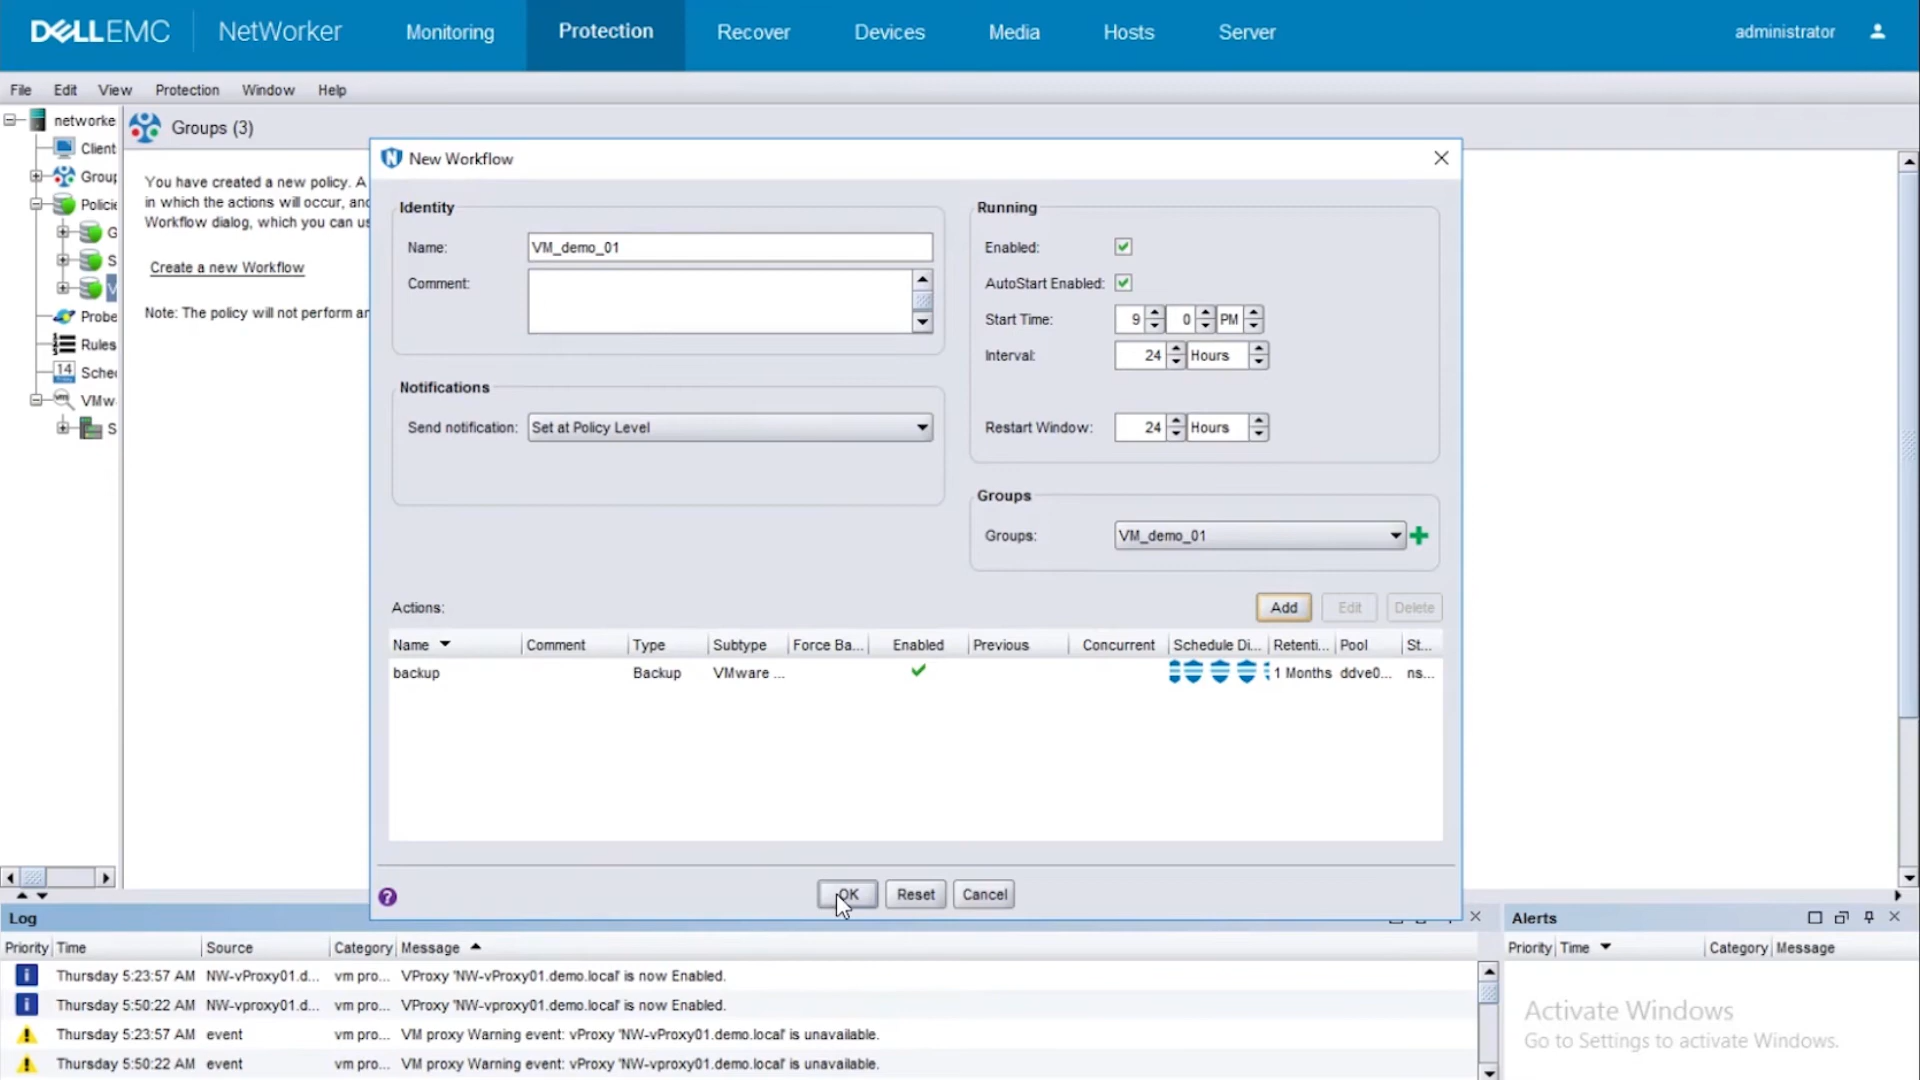 DELLEMC NetWorker Monitoring Protection Recover Devices Media Hosts Server administrator
File Edit View Protection Window Help
networke
Client
Group
Policie
G
S
V
Probe
Rules
14 Sche
VMw
S
Groups (3)
You have created a new policy. A
in which the actions will occur, and
Workflow dialog, which you can us
Create a new Workflow
Note: The policy will not perform an
New Workflow
Identity
Name: VM_demo_01
Comment:
Notifications
Send notification: Set at Policy Level
Running
Enabled:
AutoStart Enabled:
Start Time: 9 0 PM
Interval: 24 Hours
Restart Window: 24 Hours
Groups
Groups: VM_demo_01
Actions: Add Edit Delete
Name Comment Type Subtype Force Ba... Enabled Previous Concurrent Schedule Di... Retenti... Pool St...
backup Backup VMware ... 1 Months ddve0... ns...
OK Reset Cancel
Log
Priority Time Source Category Message
Thursday 5:23:57 AM NW-vProxy01.d... vm pro... VProxy 'NW-vProxy01.demo.local' is now Enabled.
Thursday 5:50:22 AM NW-vproxy01.d... vm pro... VProxy 'NW-vproxy01.demo.local' is now Enabled.
Thursday 5:23:57 AM event vm pro... VM proxy Warning event: vProxy 'NW-vProxy01.demo.local' is unavailable.
Thursday 5:50:22 AM event vm pro... VM proxy Warning event: vProxy 'NW-vproxy01.demo.local' is unavailable.
Alerts
Priority Time Category Message
Activate Windows
Go to Settings to activate Windows.